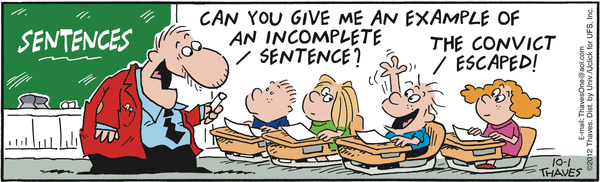 SENTENCES
CAN YOU GIVE ME AN EXAMPLE OF
AN INCOMPLETE
SENTENCE?
THE CONVICT
ESCAPED!
10-1
THAVES
E-mail: ThavesOne@aol.com
©2012 Thaves. Dist. by Univ./Uclick for UFS, Inc.